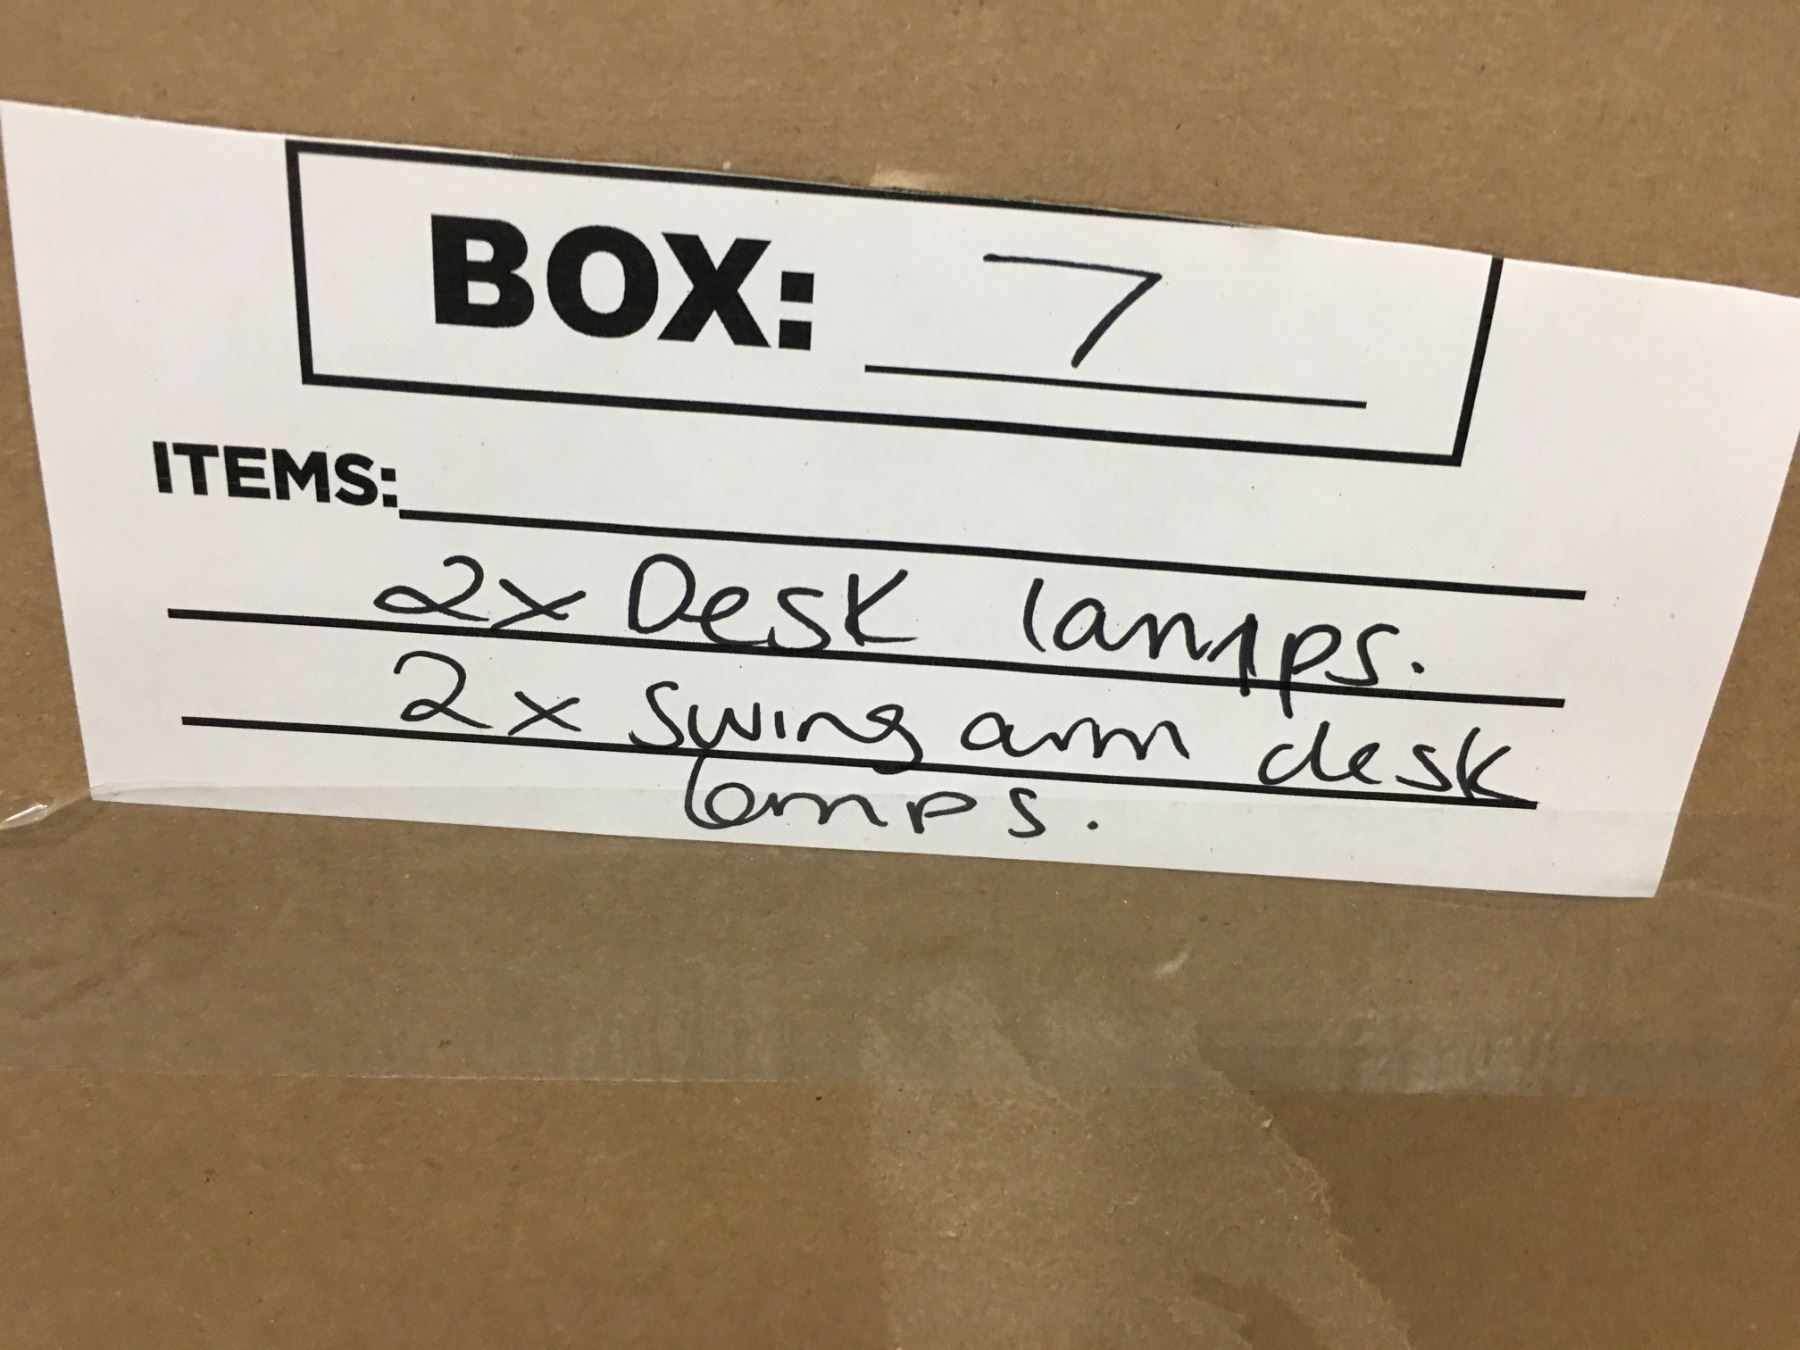 BOX: 7
ITEMS:
2x Desk lamps.
2x Swing arm desk
lamps.